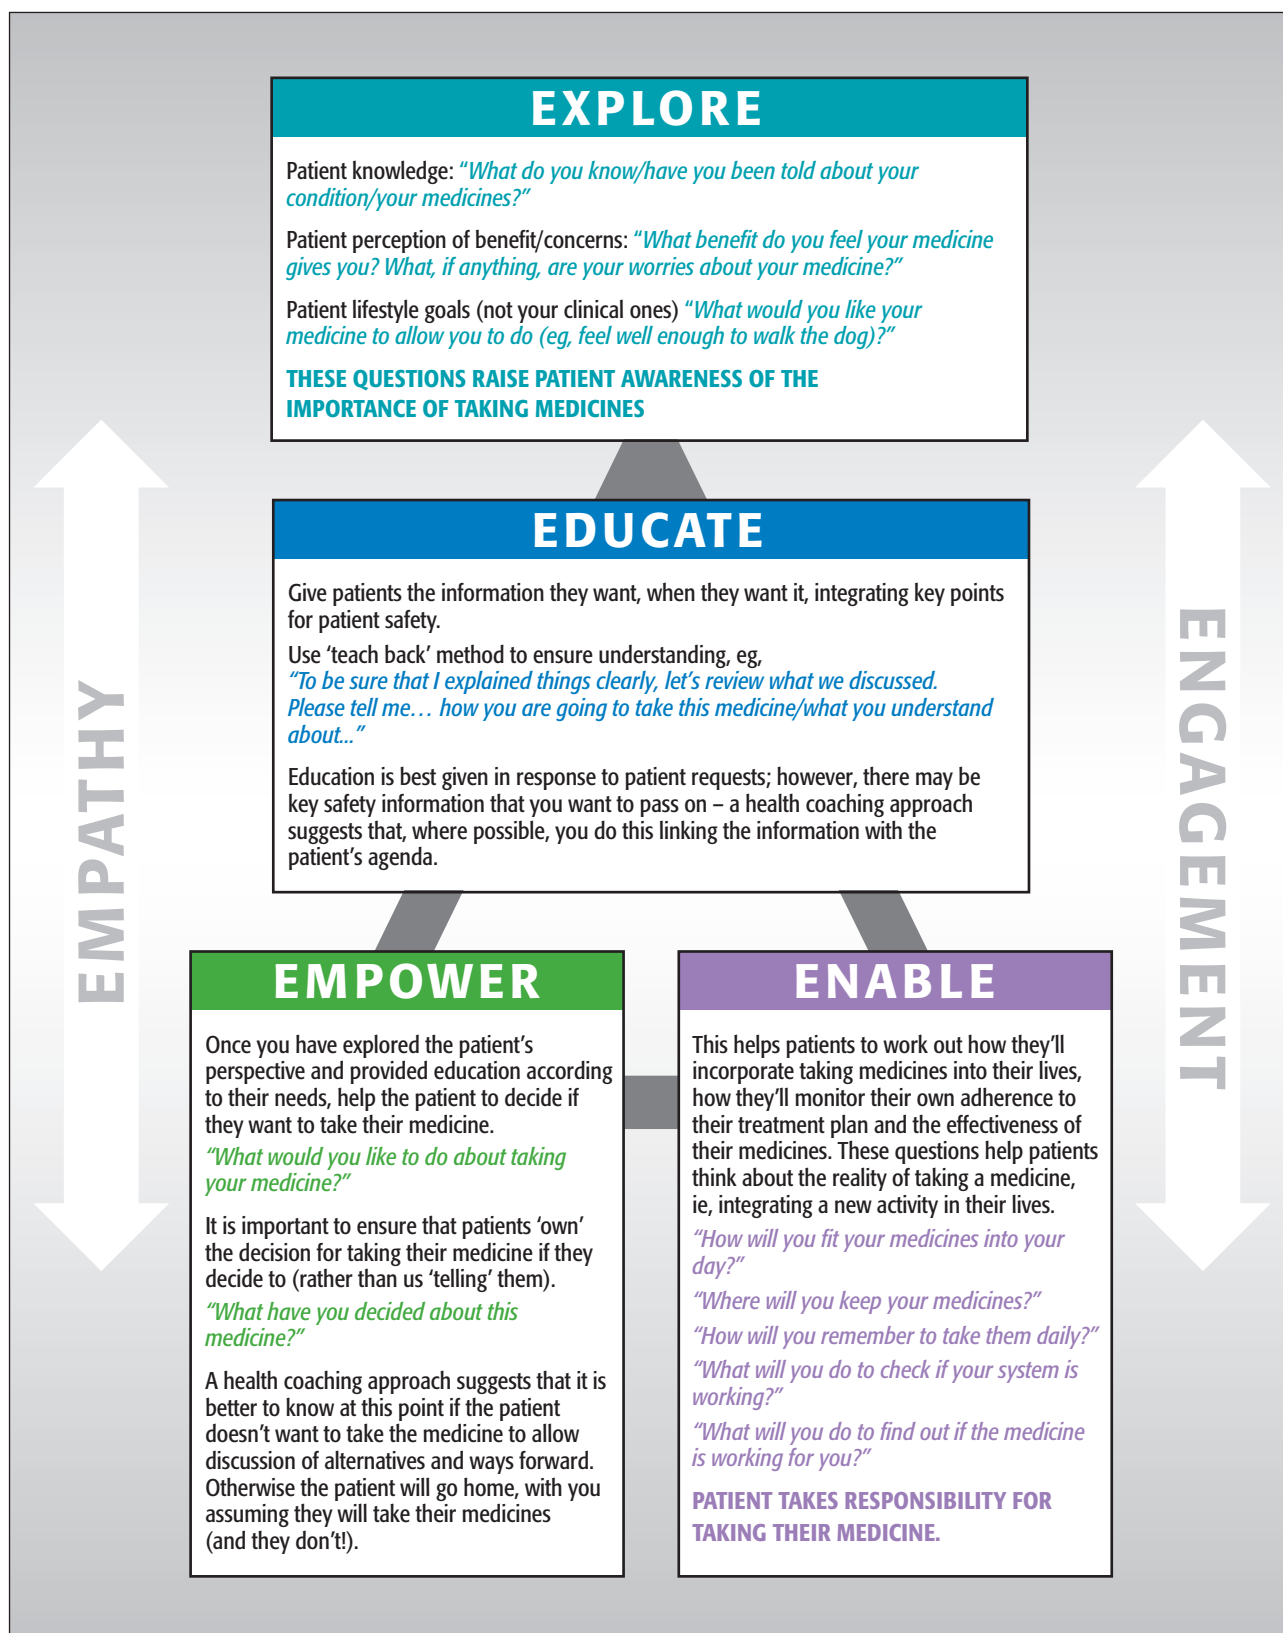 EXPLORE
Patient knowledge: “What do you know/have you been told about your
condition/your medicines?”
Patient perception of benefit/concerns: “What benefit do you feel your medicine
gives you? What, if anything, are your worries about your medicine?”
Patient lifestyle goals (not your clinical ones) “What would you like your
medicine to allow you to do (eg, feel well enough to walk the dog)?”
THESE QUESTIONS RAISE PATIENT AWARENESS OF THE
IMPORTANCE OF TAKING MEDICINES
EDUCATE
Give patients the information they want, when they want it, integrating key points
for patient safety.
Use ‘teach back’ method to ensure understanding, eg,
“To be sure that I explained things clearly, let’s review what we discussed.
Please tell me… how you are going to take this medicine/what you understand
about...”
Education is best given in response to patient requests; however, there may be
key safety information that you want to pass on – a health coaching approach
suggests that, where possible, you do this linking the information with the
patient’s agenda.
EMPATHY
ENGAGEMENT
EMPOWER
Once you have explored the patient’s
perspective and provided education according
to their needs, help the patient to decide if
they want to take their medicine.
“What would you like to do about taking
your medicine?”
It is important to ensure that patients ‘own’
the decision for taking their medicine if they
decide to (rather than us ‘telling’ them).
“What have you decided about this
medicine?”
A health coaching approach suggests that it is
better to know at this point if the patient
doesn’t want to take the medicine to allow
discussion of alternatives and ways forward.
Otherwise the patient will go home, with you
assuming they will take their medicines
(and they don’t!).
ENABLE
This helps patients to work out how they’ll
incorporate taking medicines into their lives,
how they’ll monitor their own adherence to
their treatment plan and the effectiveness of
their medicines. These questions help patients
think about the reality of taking a medicine,
ie, integrating a new activity in their lives.
“How will you fit your medicines into your
day?”
“Where will you keep your medicines?”
“How will you remember to take them daily?”
“What will you do to check if your system is
working?”
“What will you do to find out if the medicine
is working for you?”
PATIENT TAKES RESPONSIBILITY FOR
TAKING THEIR MEDICINE.